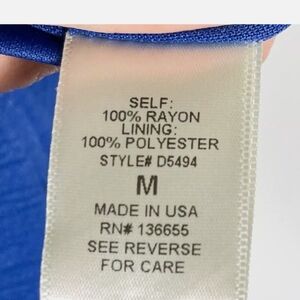 SELF:
100% RAYON
LINING:
100% POLYESTER
STYLE# D5494
M
MADE IN USA
RN# 136655
SEE REVERSE
FOR CARE